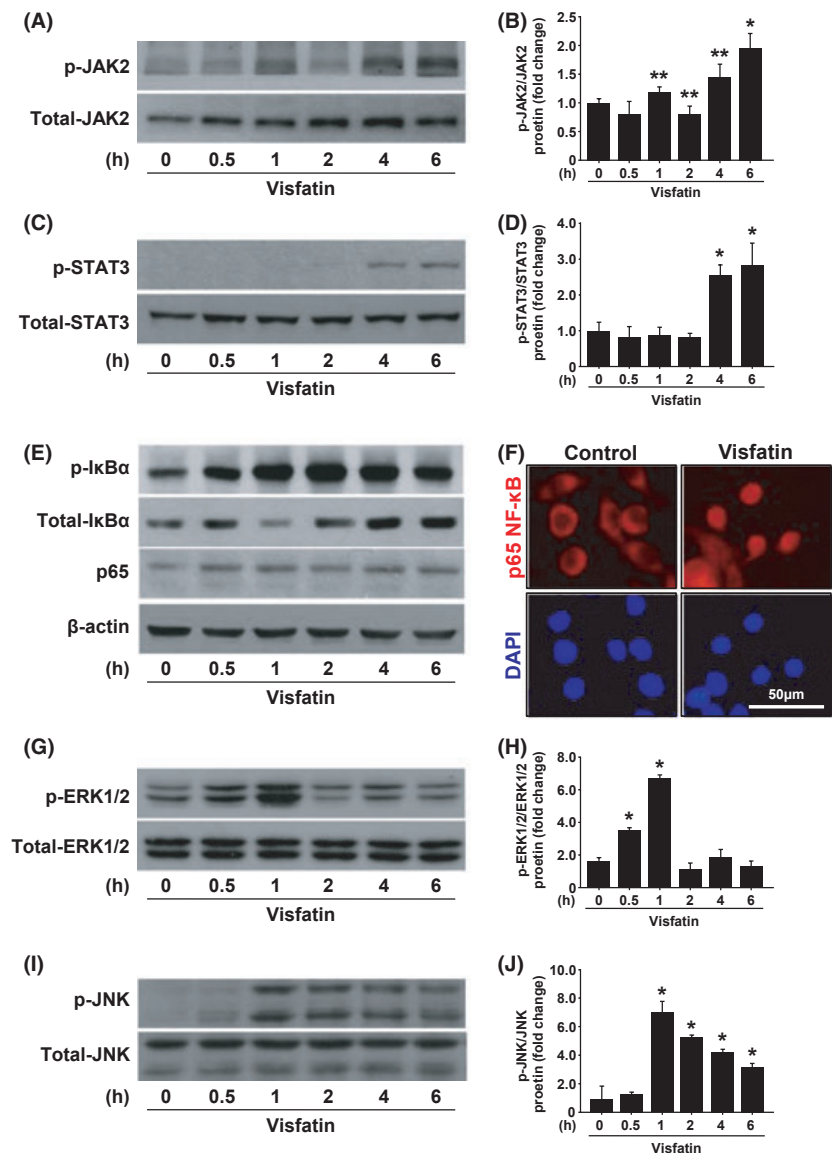 (A)
p-JAK2
Total-JAK2
(h) 0 0.5 1 2 4 6
Visfatin
(B)
p-JAK2/JAK2
proetin (fold change)
2.0
1.5
1.0
0.5
0
** ** ** *
(h) 0 0.5 1 2 4 6
Visfatin
(C)
p-STAT3
Total-STAT3
(h) 0 0.5 1 2 4 6
Visfatin
(D)
p-STAT3/STAT3
proetin (fold change)
4.0
3.0
2.0
1.0
0
* *
(h) 0 0.5 1 2 4 6
Visfatin
(E)
p-IκBα
Total-IκBα
p65
β-actin
(h) 0 0.5 1 2 4 6
Visfatin
(F)
Control Visfatin
p65 NF-κB
DAPI
50μm
(G)
p-ERK1/2
Total-ERK1/2
(h) 0 0.5 1 2 4 6
Visfatin
(H)
p-ERK1/2/ERK1/2
proetin (fold change)
8.0
6.0
4.0
2.0
0
* *
(h) 0 0.5 1 2 4 6
Visfatin
(I)
p-JNK
Total-JNK
(h) 0 0.5 1 2 4 6
Visfatin
(J)
p-JNK/JNK
proetin (fold change)
10.0
8.0
6.0
4.0
2.0
0
* * * *
(h) 0 0.5 1 2 4 6
Visfatin